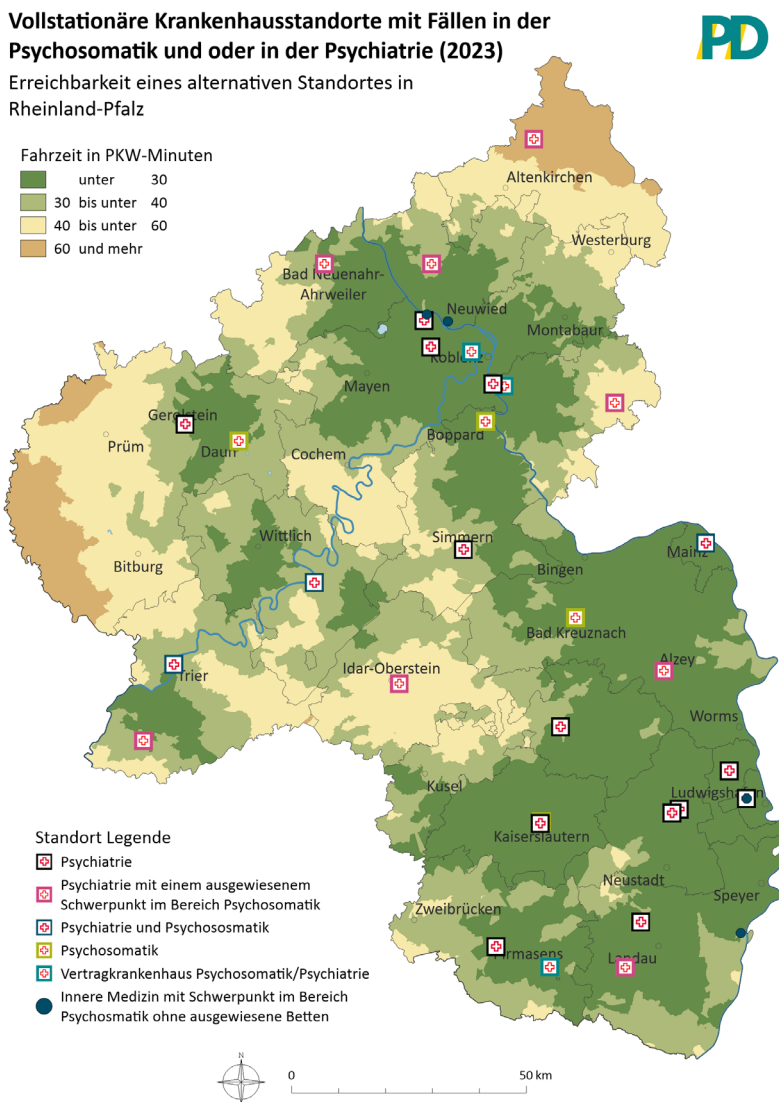 Vollstationäre Krankenhausstandorte mit Fällen in der
Psychosomatik und oder in der Psychiatrie (2023)
PD
Erreichbarkeit eines alternativen Standortes in
Rheinland-Pfalz
Fahrzeit in PKW-Minuten
unter 30
30 bis unter 40
40 bis unter 60
60 und mehr
Altenkirchen
Westerburg
Bad Neuenahr-
Ahrweiler
Neuwied
Montabaur
Koblenz
Mayen
Gerolstein
Boppard
Prüm
Daun
Cochem
Wittlich
Simmern
Mainz
Bitburg
Bingen
Bad Kreuznach
Idar-Oberstein
Alzey
Trier
Worms
Kusel
Ludwigshafen
Kaiserslautern
Neustadt
Speyer
Zweibrücken
Pirmasens
Landau
Standort Legende
Psychiatrie
Psychiatrie mit einem ausgewiesenem
Schwerpunkt im Bereich Psychosomatik
Psychiatrie und Psychososmatik
Psychosomatik
Vertragkrankenhaus Psychosomatik/Psychiatrie
Innere Medizin mit Schwerpunkt im Bereich
Psychosmatik ohne ausgewiesene Betten
N
0 50 km